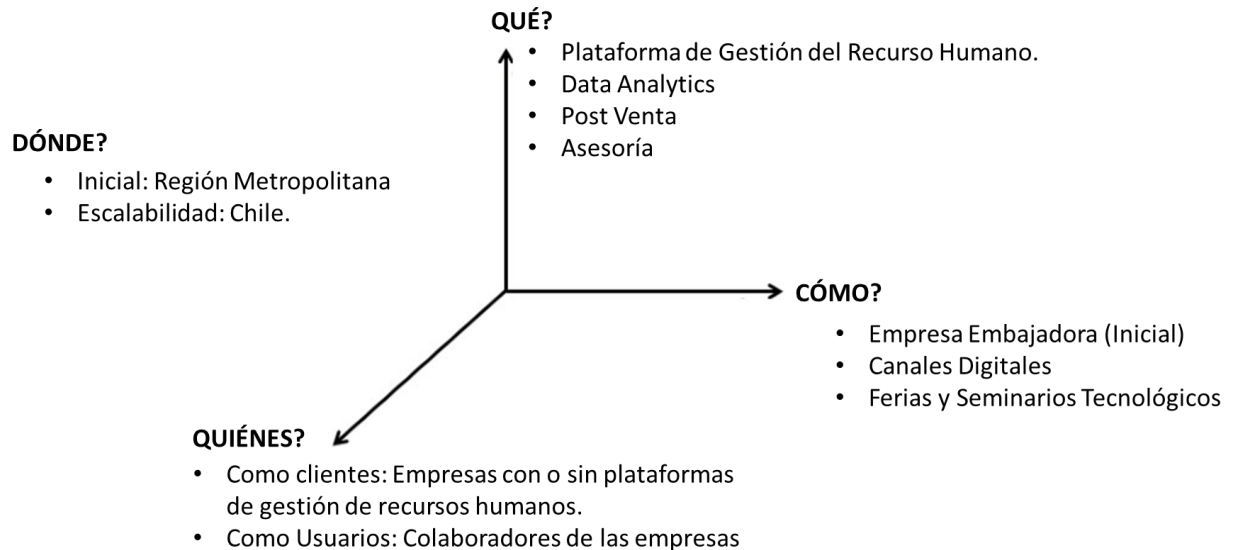 QUÉ?
• Plataforma de Gestión del Recurso Humano.
• Data Analytics
• Post Venta
• Asesoría
DÓNDE?
• Inicial: Región Metropolitana
• Escalabilidad: Chile.
CÓMO?
• Empresa Embajadora (Inicial)
• Canales Digitales
• Ferias y Seminarios Tecnológicos
QUIÉNES?
• Como clientes: Empresas con o sin plataformas
de gestión de recursos humanos.
• Como Usuarios: Colaboradores de las empresas